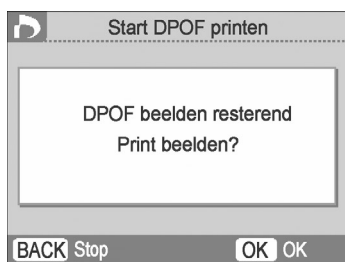 Start DPOF printen
DPOF beelden resterend
Print beelden?
BACK Stop OK OK